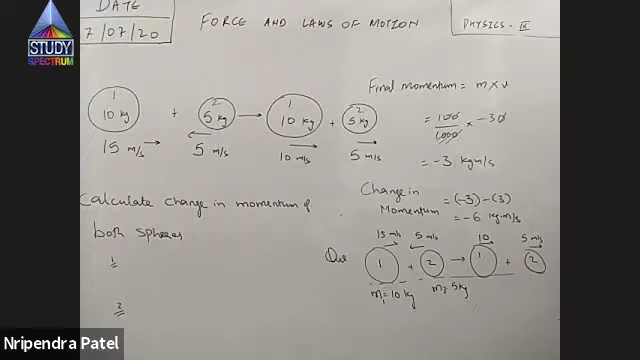 DATE
7/07/20
FORCE AND LAWS OF MOTION
PHYSICS - IX
STUDY
SPECTRUM
1
10 kg
+
2
5 kg
1
10 kg
+
2
5 kg
15 m/s
5 m/s
10 m/s
5 m/s
Final momentum = m x v
= 100/1000 x -30
= -3 kgm/s
Calculate change in momentum of
both spheres
1
2
Change in
Momentum
= (-3) - (3)
= -6 kg-m/s
Que
15 m/s
5 m/s
10
5 m/s
1 + 2 → 1 + 2
m₁ = 10 kg
m₂ = 5 kg
Nripendra Patel